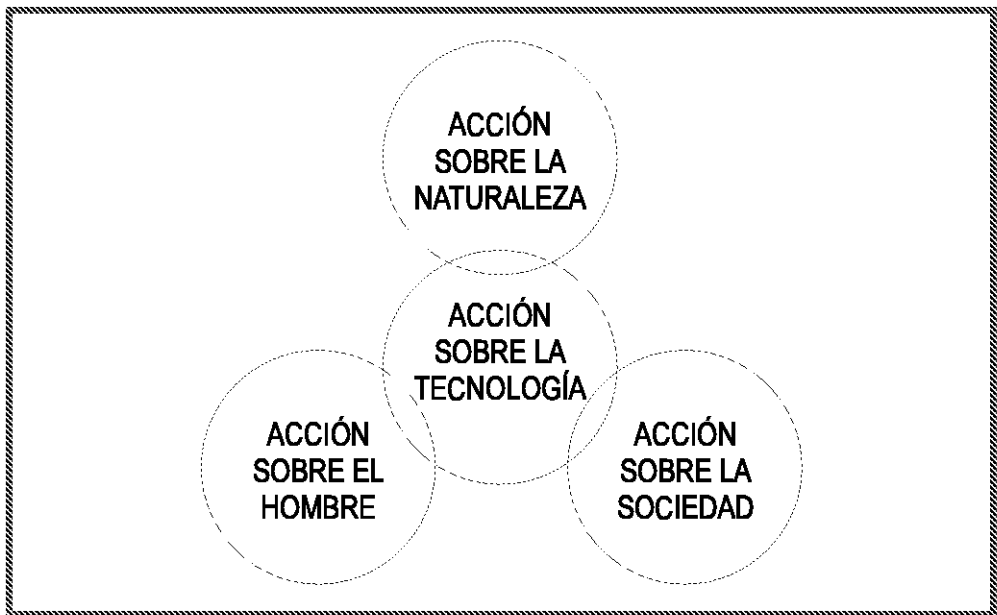 ACCIÓN
SOBRE LA
NATURALEZA
ACCIÓN
SOBRE LA
TECNOLOGÍA
ACCIÓN
SOBRE EL
HOMBRE
ACCIÓN
SOBRE LA
SOCIEDAD